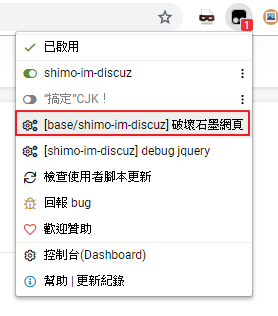 1
已啟用
shimo-im-discuz
"搞定"CJK！
[base/shimo-im-discuz] 破壞石墨網頁
[shimo-im-discuz] debug jquery
檢查使用者腳本更新
回報 bug
歡迎贊助
控制台(Dashboard)
幫助 | 更新紀錄